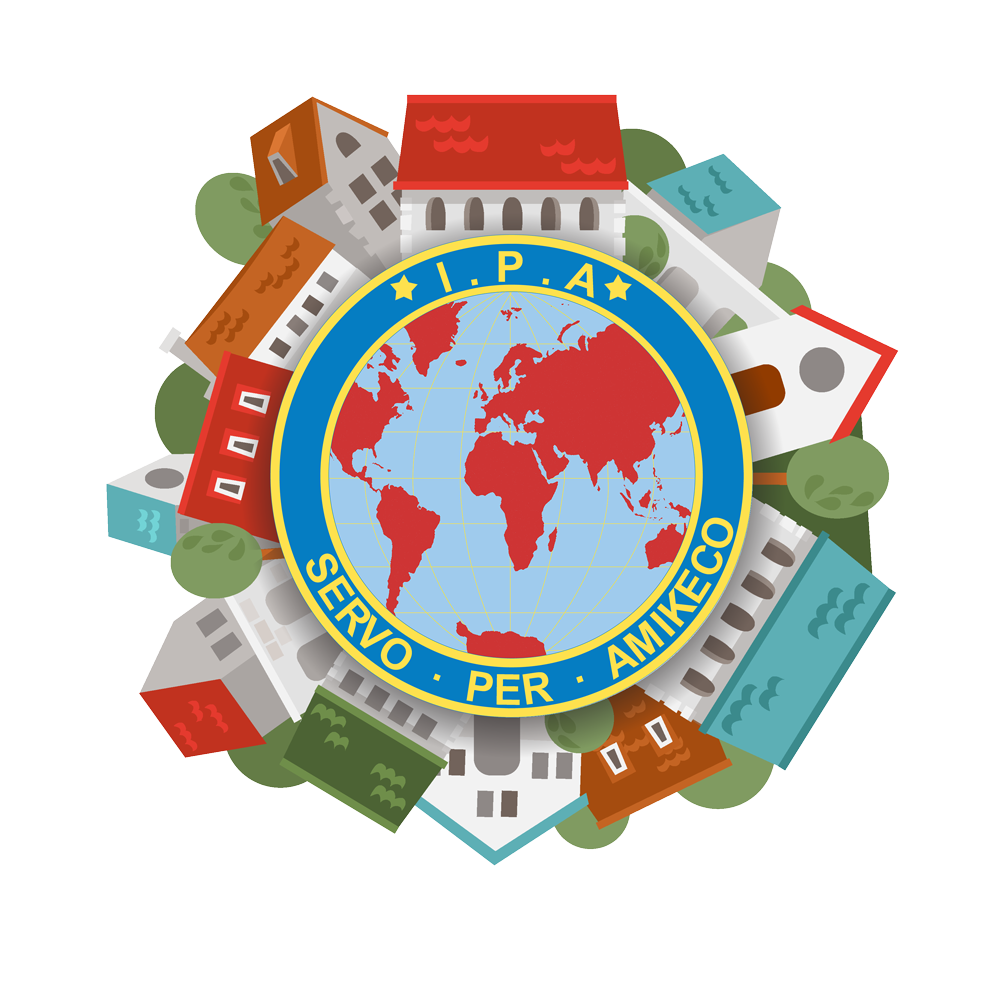 I.P.A
SERVO · PER · AMIKECO